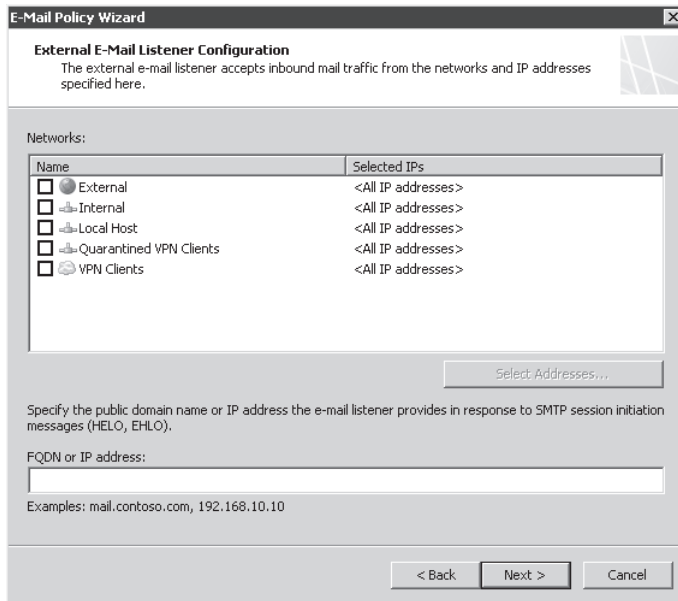 E-Mail Policy Wizard
External E-Mail Listener Configuration
The external e-mail listener accepts inbound mail traffic from the networks and IP addresses
specified here.
Networks:
Name Selected IPs
External <All IP addresses>
Internal <All IP addresses>
Local Host <All IP addresses>
Quarantined VPN Clients <All IP addresses>
VPN Clients <All IP addresses>
Select Addresses...
Specify the public domain name or IP address the e-mail listener provides in response to SMTP session initiation
messages (HELO, EHLO).
FQDN or IP address:
Examples: mail.contoso.com, 192.168.10.10
< Back Next > Cancel